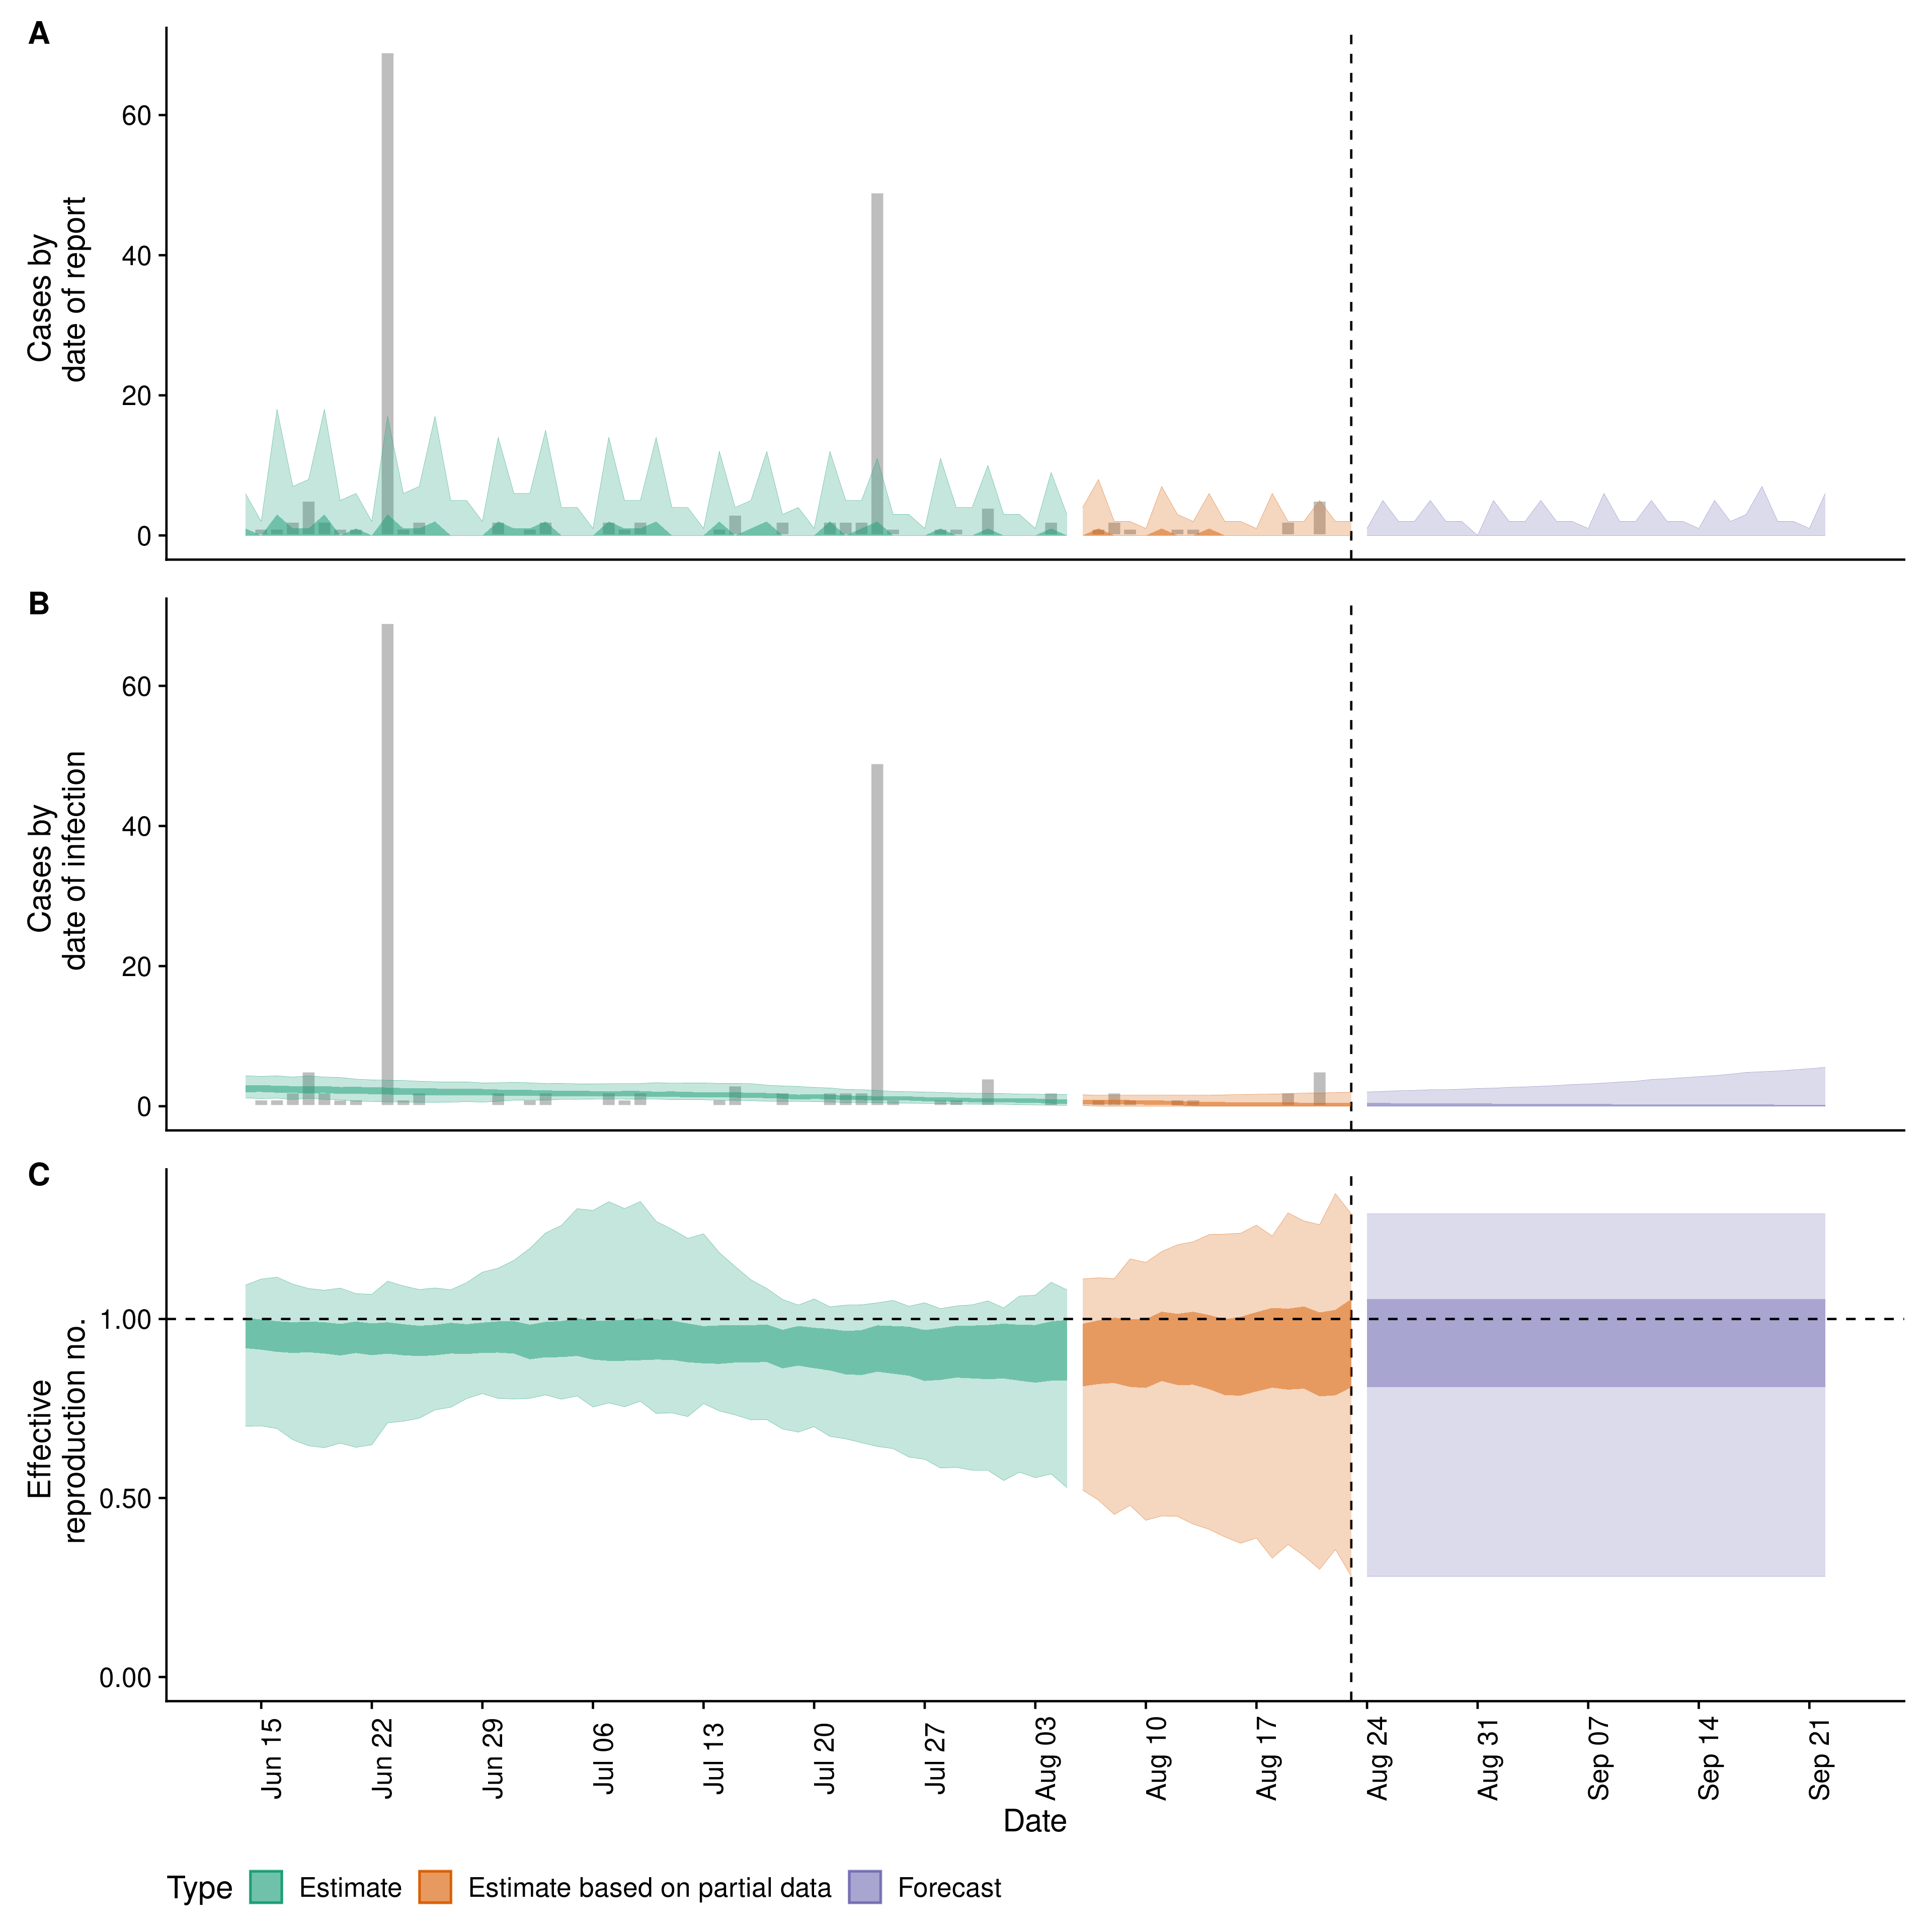 A
Cases by
date of report
60
40
20
0
B
Cases by
date of infection
60
40
20
0
C
Effective
reproduction no.
1.00
0.50
0.00
Jun 15
Jun 22
Jun 29
Jul 06
Jul 13
Jul 20
Jul 27
Aug 03
Aug 10
Aug 17
Aug 24
Aug 31
Sep 07
Sep 14
Sep 21
Date
Type Estimate Estimate based on partial data Forecast